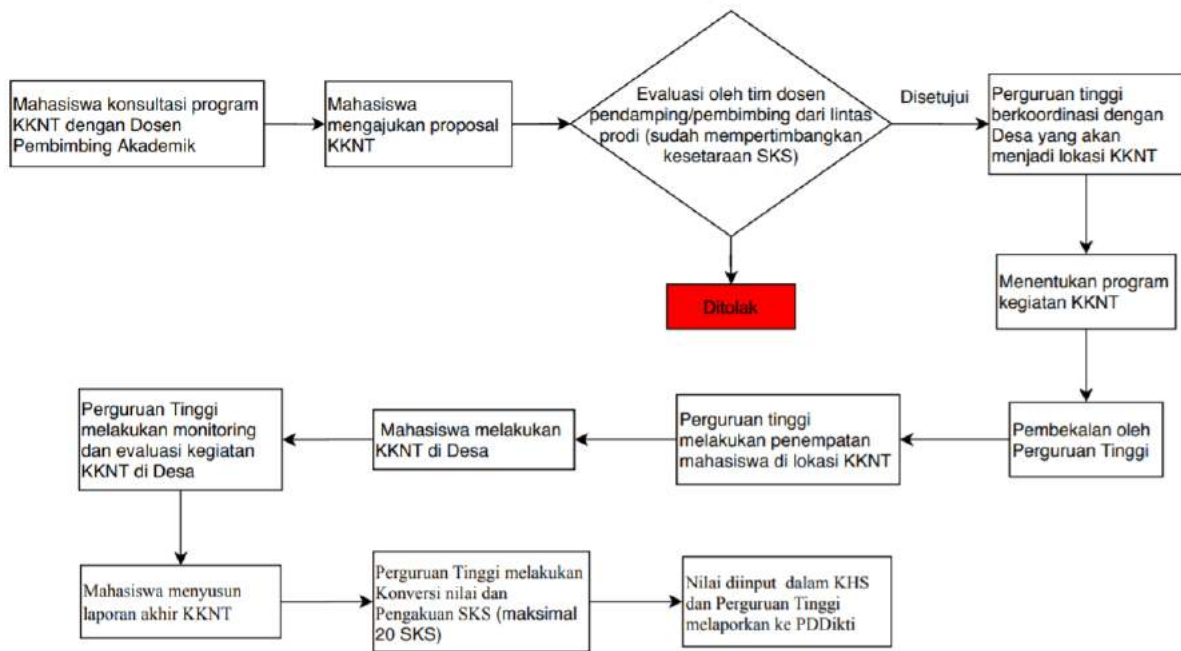 Mahasiswa konsultasi program
KKNT dengan Dosen
Pembimbing Akademik
Mahasiswa
mengajukan proposal
KKNT
Evaluasi oleh tim dosen
pendamping/pembimbing dari lintas
prodi (sudah mempertimbangkan
kesetaraan SKS)
Disetujui
Perguruan tinggi
berkoordinasi dengan
Desa yang akan
menjadi lokasi KKNT
Ditolak
Menentukan program
kegiatan KKNT
Pembekalan oleh
Perguruan Tinggi
Perguruan tinggi
melakukan penempatan
mahasiswa di lokasi KKNT
Mahasiswa melakukan
KKNT di Desa
Perguruan Tinggi
melakukan monitoring
dan evaluasi kegiatan
KKNT di Desa
Mahasiswa menyusun
laporan akhir KKNT
Perguruan Tinggi melakukan
Konversi nilai dan
Pengakuan SKS (maksimal
20 SKS)
Nilai diinput dalam KHS
dan Perguruan Tinggi
melaporkan ke PDDikti